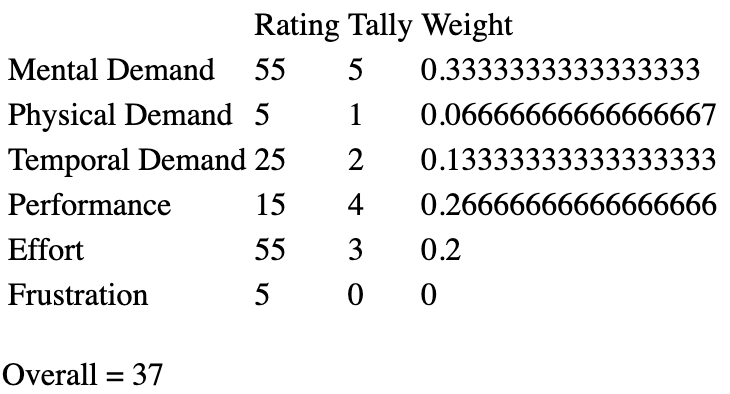 Rating Tally Weight
Mental Demand 55 5 0.3333333333333333
Physical Demand 5 1 0.06666666666666667
Temporal Demand 25 2 0.13333333333333333
Performance 15 4 0.26666666666666666
Effort 55 3 0.2
Frustration 5 0 0
Overall = 37